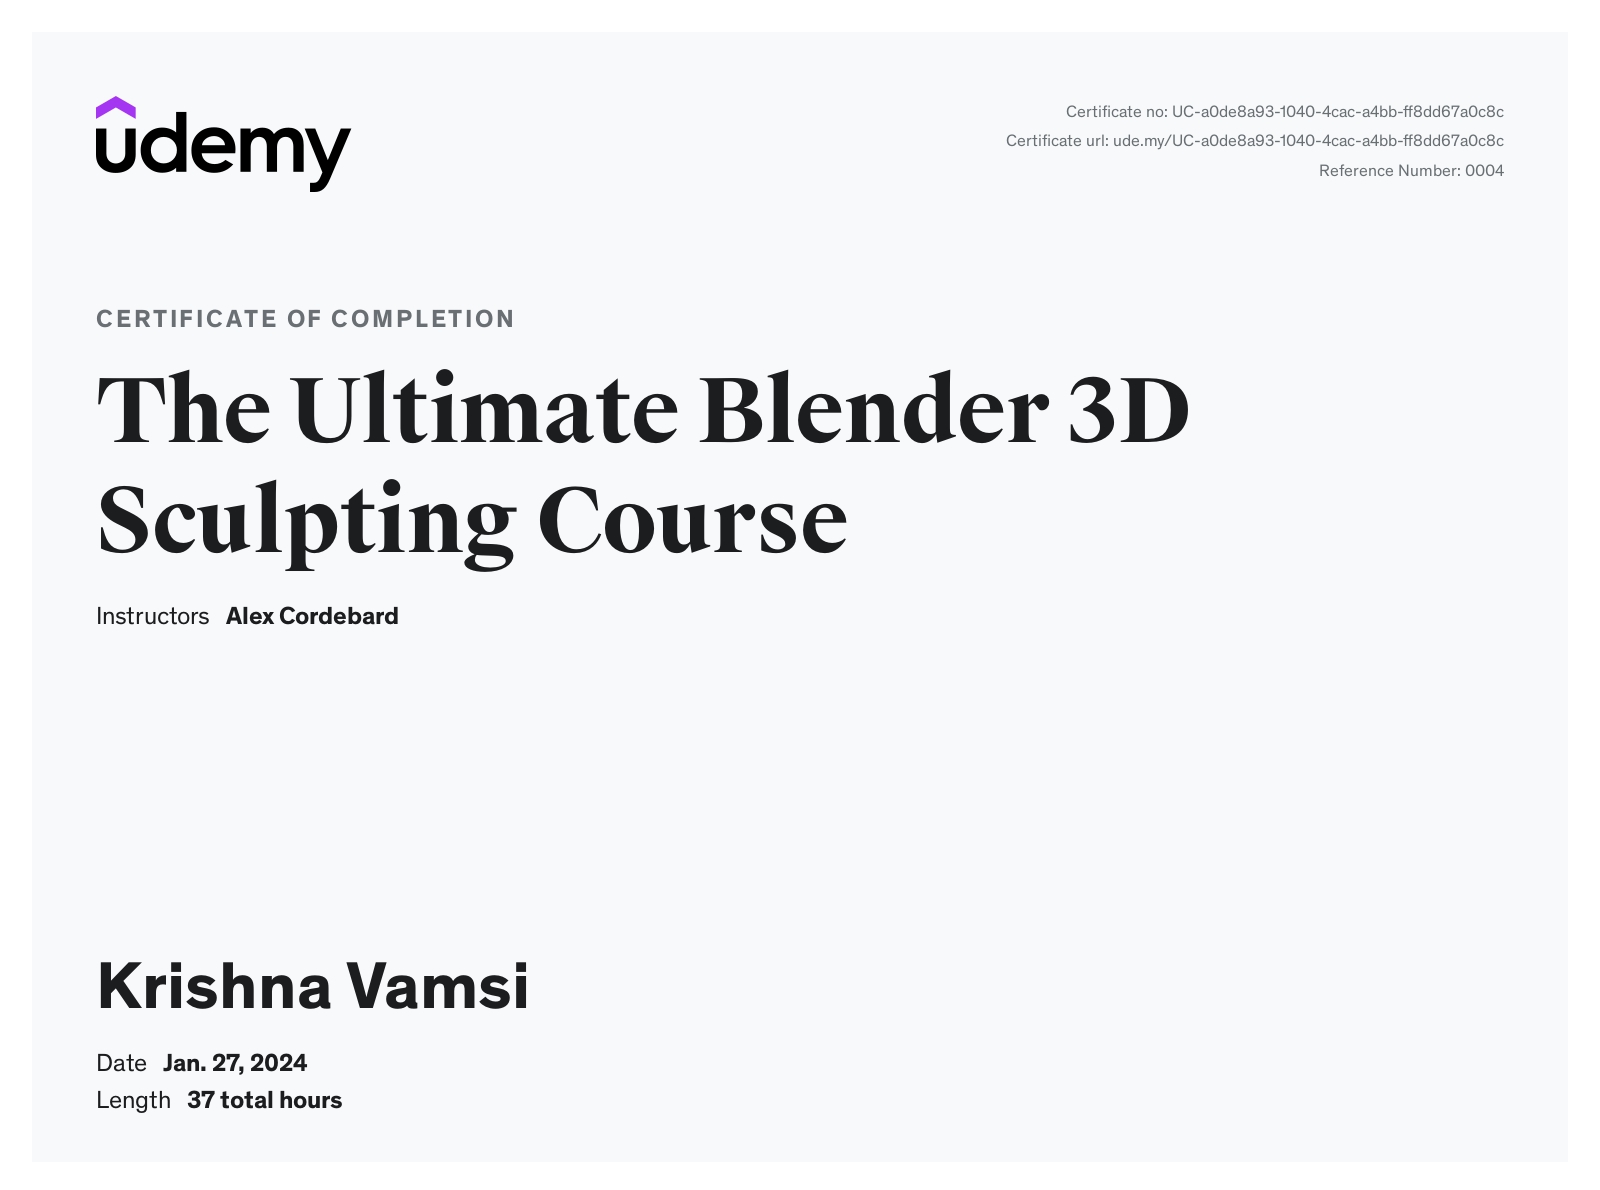 udemy
Certificate no: UC-a0de8a93-1040-4cac-a4bb-ff8dd67a0c8c
Certificate url: ude.my/UC-a0de8a93-1040-4cac-a4bb-ff8dd67a0c8c
Reference Number: 0004
CERTIFICATE OF COMPLETION
The Ultimate Blender 3D
Sculpting Course
Instructors Alex Cordebard
Krishna Vamsi
Date Jan. 27, 2024
Length 37 total hours